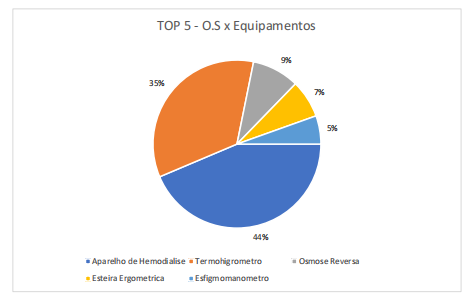 TOP 5 - O.S x Equipamentos
9%
35%
7%
5%
44%
Aparelho de Hemodialise Termohigrometro Osmose Reversa
Esteira Ergometrica Esfigmomanometro